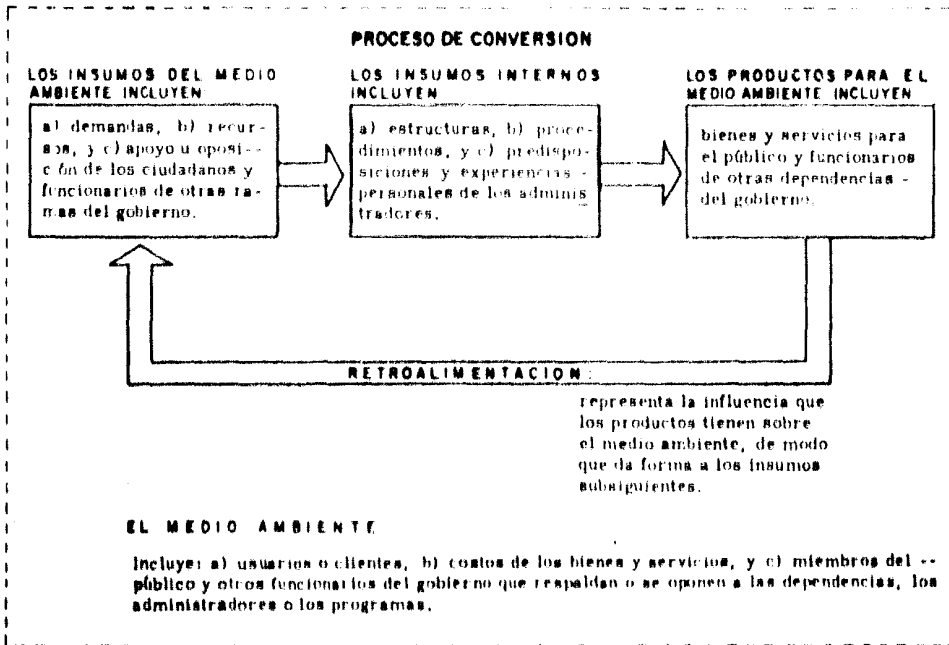 PROCESO DE CONVERSION
LOS INSUMOS DEL MEDIO
AMBIENTE INCLUYEN
a) demandas, b) recur-
sos, y c) apoyo u oposi--
ción de los ciudadanos y
funcionarios de otras ra-
mas del gobierno.
LOS INSUMOS INTERNOS
INCLUYEN
a) estructuras, b) proce-
dimientos, y c) predispo-
siciones y experiencias -
personales de los adminis
tradores.
LOS PRODUCTOS PARA EL
MEDIO AMBIENTE INCLUYEN
bienes y servicios para
el público y funcionarios
de otras dependencias -
del gobierno.
RETROALIMENTACION:
representa la influencia que
los productos tienen sobre
el medio ambiente, de modo
que da forma a los insumos
subsiguientes.
EL MEDIO AMBIENTE
Incluye: a) usuarios o clientes, b) costos de los bienes y servicios, y c) miembros del --
público y otros funcionarios del gobierno que respaldan o se oponen a las dependencias, los
administradores o los programas.